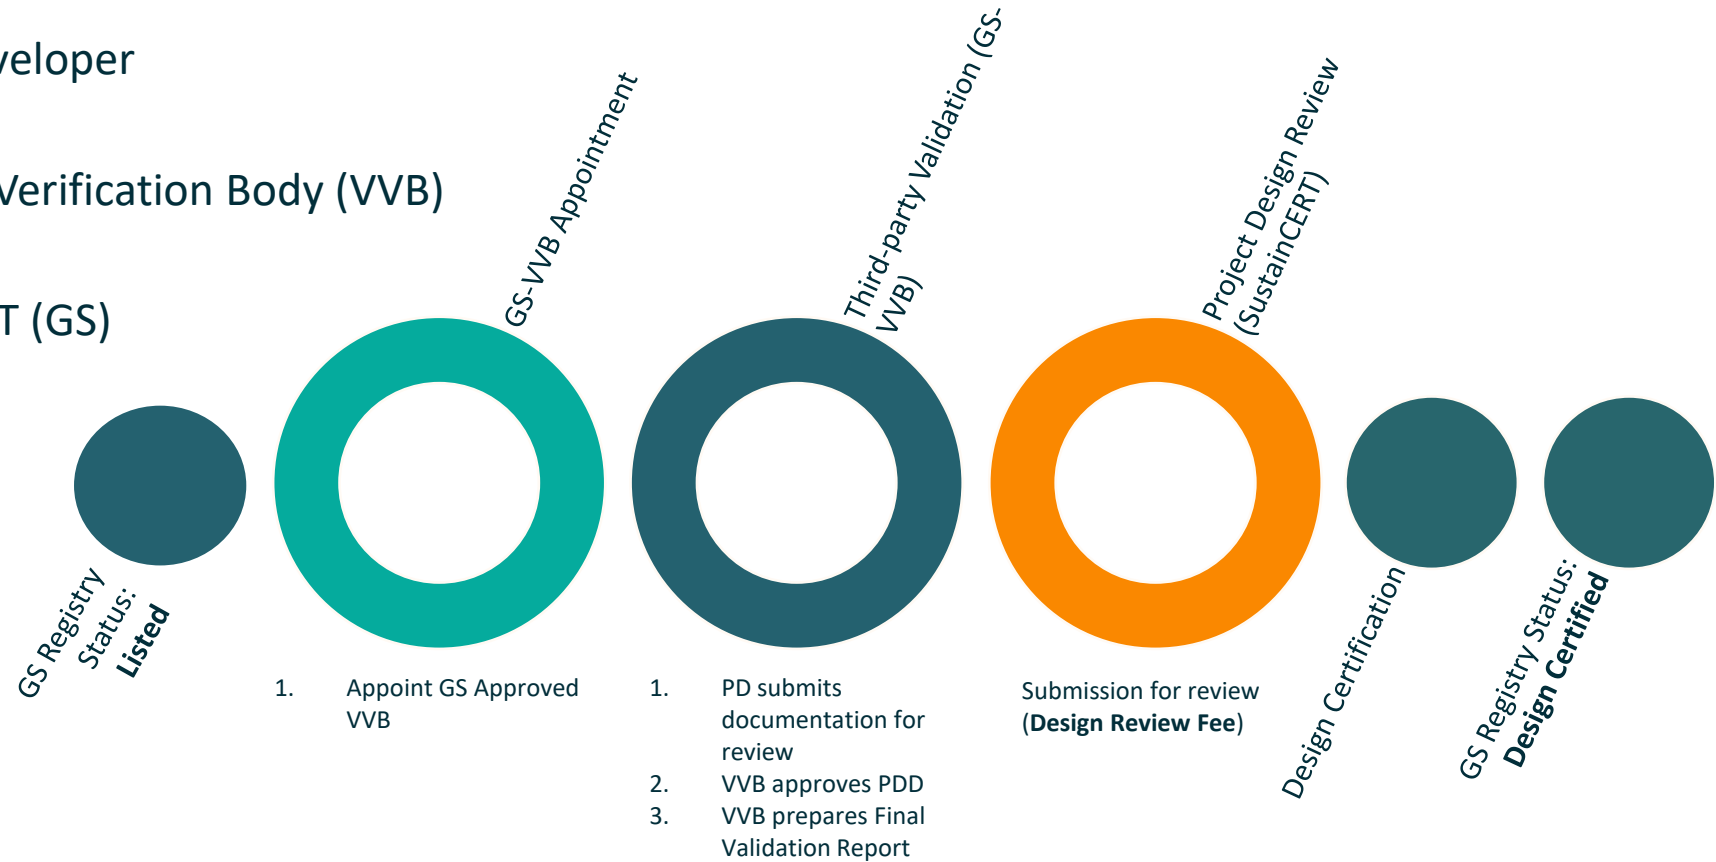 veloper
Verification Body (VVB)
T (GS)
GS-VVB Appointment
Third-party Validation (GS-
VVB)
Project Design Review
(SustainCERT)
GS Registry
Status:
Listed
1. Appoint GS Approved
VVB
1. PD submits
documentation for
review
2. VVB approves PDD
3. VVB prepares Final
Validation Report
Submission for review
(Design Review Fee)
Design Certification
GS Registry Status:
Design Certified